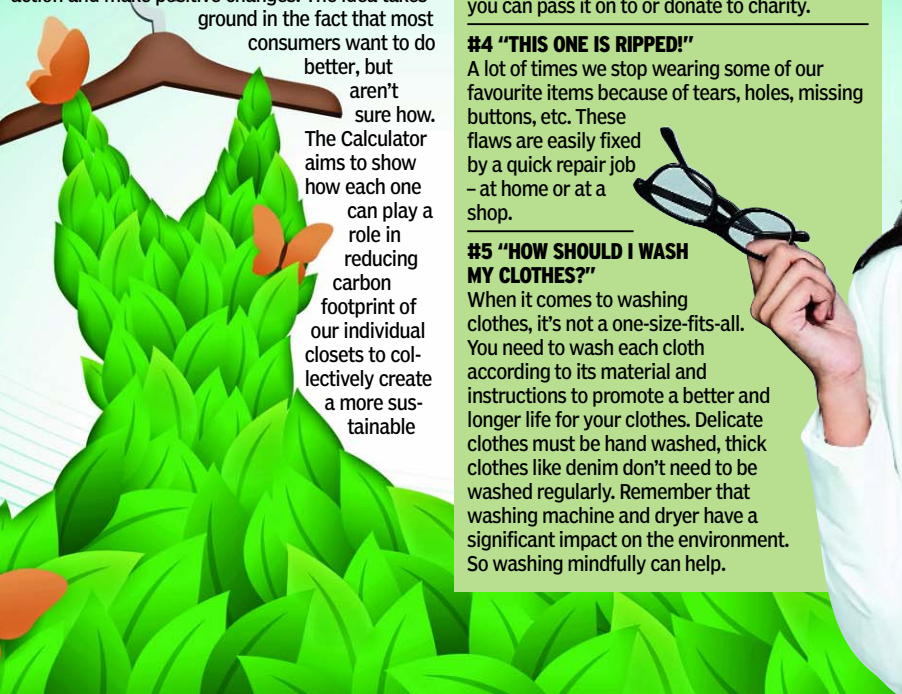 action and make positive changes. The idea takes
ground in the fact that most
consumers want to do
better, but
aren't
sure how.
The Calculator
aims to show
how each one
can play a
role in
reducing
carbon
footprint of
our individual
closets to col-
lectively create
a more sus-
tainable
you can pass it on to or donate to charity.
#4 “THIS ONE IS RIPPED!”
A lot of times we stop wearing some of our
favourite items because of tears, holes, missing
buttons, etc. These
flaws are easily fixed
by a quick repair job
– at home or at a
shop.
#5 “HOW SHOULD I WASH
MY CLOTHES?”
When it comes to washing
clothes, it’s not a one-size-fits-all.
You need to wash each cloth
according to its material and
instructions to promote a better and
longer life for your clothes. Delicate
clothes must be hand washed, thick
clothes like denim don’t need to be
washed regularly. Remember that
washing machine and dryer have a
significant impact on the environment.
So washing mindfully can help.